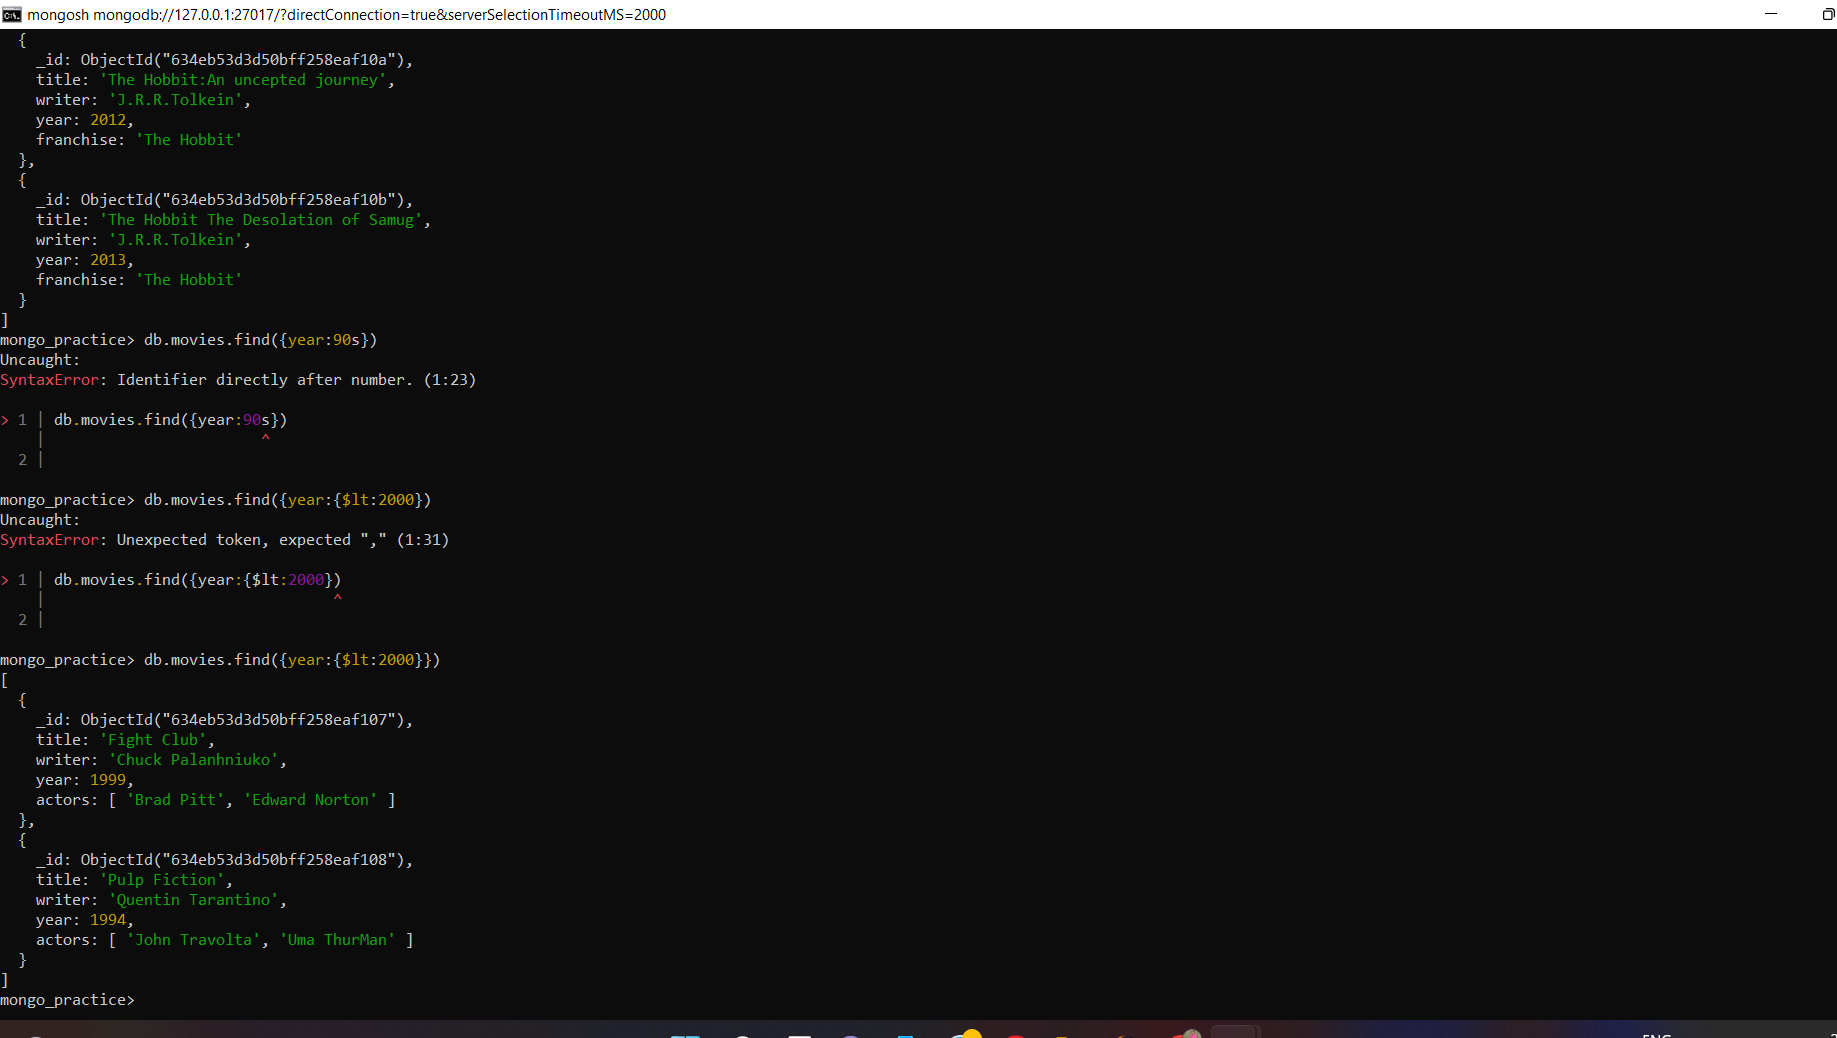 mongosh mongodb://127.0.0.1:27017/?directConnection=true&serverSelectionTimeoutMS=2000
  {
    _id: ObjectId("634eb53d3d50bff258eaf10a"),
    title: 'The Hobbit:An uncepted journey',
    writer: 'J.R.R.Tolkein',
    year: 2012,
    franchise: 'The Hobbit'
  },
  {
    _id: ObjectId("634eb53d3d50bff258eaf10b"),
    title: 'The Hobbit The Desolation of Samug',
    writer: 'J.R.R.Tolkein',
    year: 2013,
    franchise: 'The Hobbit'
  }
]
mongo_practice> db.movies.find({year:90s})
Uncaught:
SyntaxError: Identifier directly after number. (1:23)
> 1 | db.movies.find({year:90s})
    |                        ^
  2 |
mongo_practice> db.movies.find({year:{$lt:2000})
Uncaught:
SyntaxError: Unexpected token, expected "," (1:31)
> 1 | db.movies.find({year:{$lt:2000})
    |                                ^
  2 |
mongo_practice> db.movies.find({year:{$lt:2000}})
[
  {
    _id: ObjectId("634eb53d3d50bff258eaf107"),
    title: 'Fight Club',
    writer: 'Chuck Palanhniuko',
    year: 1999,
    actors: [ 'Brad Pitt', 'Edward Norton' ]
  },
  {
    _id: ObjectId("634eb53d3d50bff258eaf108"),
    title: 'Pulp Fiction',
    writer: 'Quentin Tarantino',
    year: 1994,
    actors: [ 'John Travolta', 'Uma ThurMan' ]
  }
]
mongo_practice>